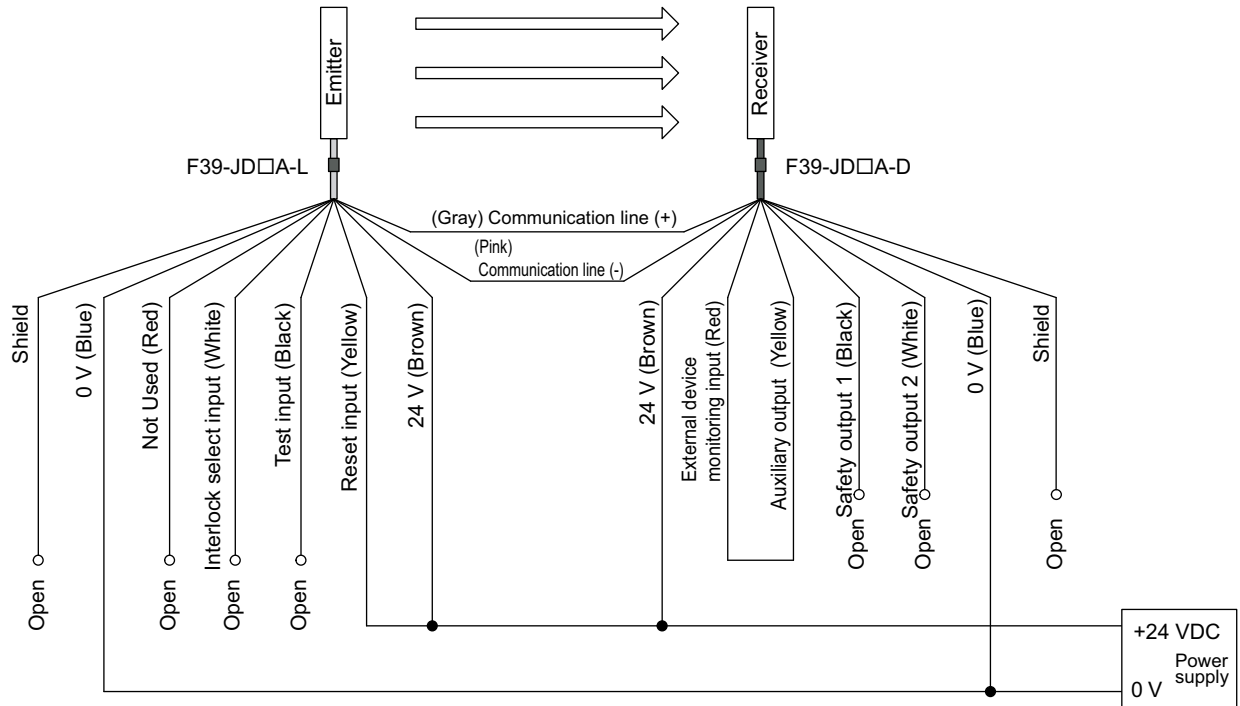 Emitter
Receiver
F39-JD□A-L
F39-JD□A-D
(Gray) Communication line (+)
(Pink)
Communication line (-)
Shield
0 V (Blue)
Not Used (Red)
Interlock select input (White)
Test input (Black)
Reset input (Yellow)
24 V (Brown)
24 V (Brown)
External device
monitoring input (Red)
Auxiliary output (Yellow)
Safety output 1 (Black)
Safety output 2 (White)
0 V (Blue)
Shield
Open
Open
Open
Open
Open
Open
Open
+24 VDC
Power
supply
0 V